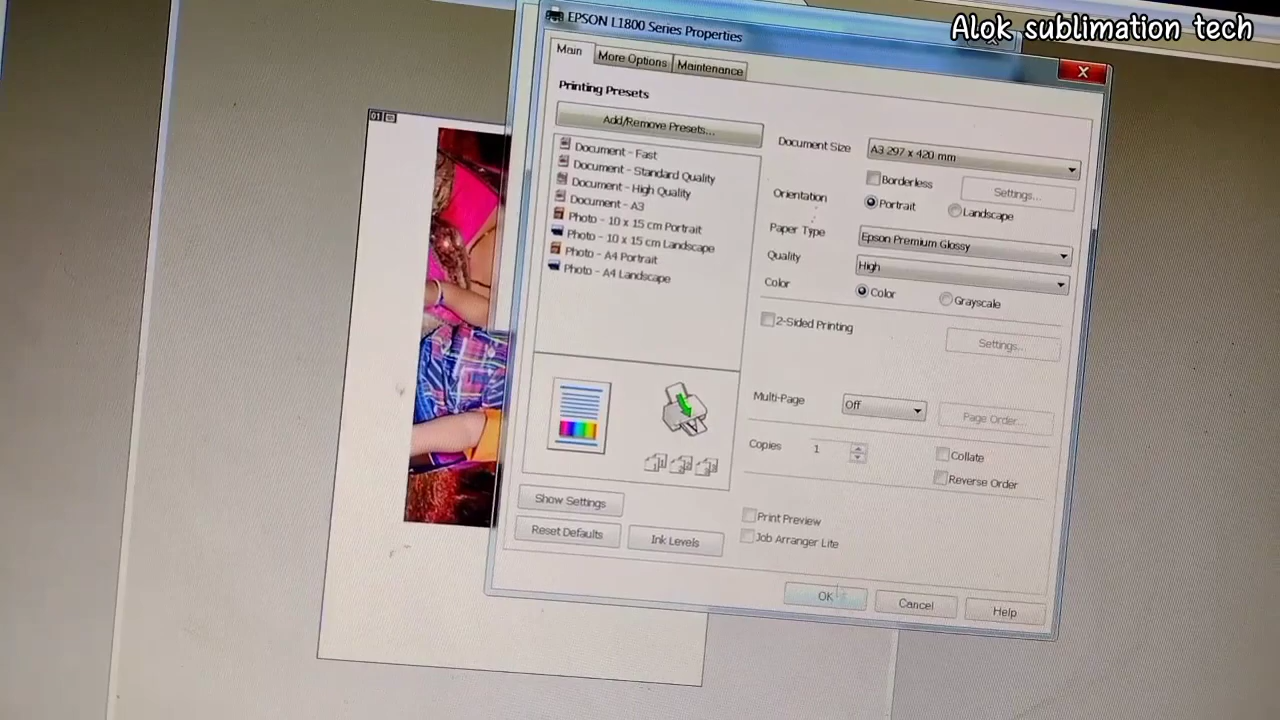 Alok sublimation tech
EPSON L1800 Series Properties
Main
More Options
Maintenance
Printing Presets
Add/Remove Presets...
Document - Fast
Document - Standard Quality
Document - High Quality
Document - A3
Photo - 10 x 15 cm Portrait
Photo - 10 x 15 cm Landscape
Photo - A4 Portrait
Photo - A4 Landscape
Show Settings
Reset Defaults
Ink Levels
Document Size
A3 297 x 420 mm
Borderless
Settings...
Orientation
Portrait
Landscape
Paper Type
Epson Premium Glossy
Quality
High
Color
Color
Grayscale
2-Sided Printing
Settings...
Multi-Page
Off
Page Order...
Copies
1
Collate
Reverse Order
Print Preview
Job Arranger Lite
OK
Cancel
Help
01